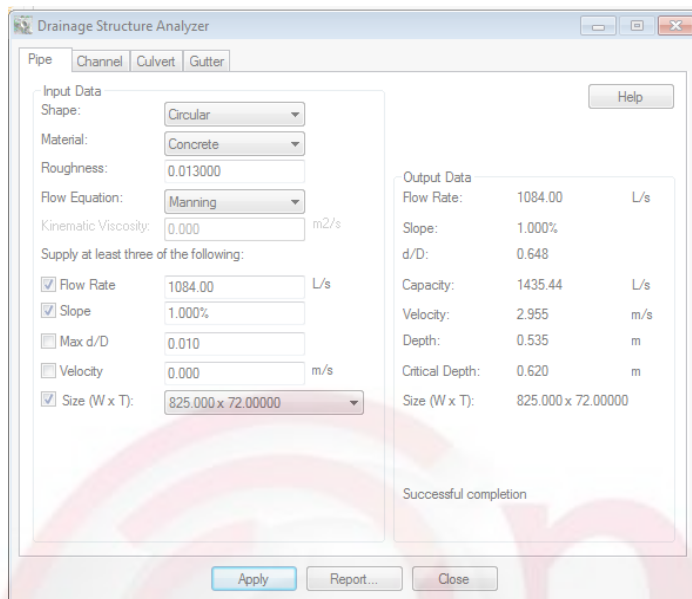 Drainage Structure Analyzer
Pipe Channel Culvert Gutter
Input Data
Shape: Circular
Material: Concrete
Roughness: 0.013000
Flow Equation: Manning
Kinematic Viscosity: 0.000 m2/s
Supply at least three of the following:
Flow Rate 1084.00 L/s
Slope 1.000%
Max d/D 0.010
Velocity 0.000 m/s
Size (W x T): 825.000 x 72.00000
Help
Output Data
Flow Rate: 1084.00 L/s
Slope: 1.000%
d/D: 0.648
Capacity: 1435.44 L/s
Velocity: 2.955 m/s
Depth: 0.535 m
Critical Depth: 0.620 m
Size (W x T): 825.000 x 72.00000
Successful completion
Apply Report... Close